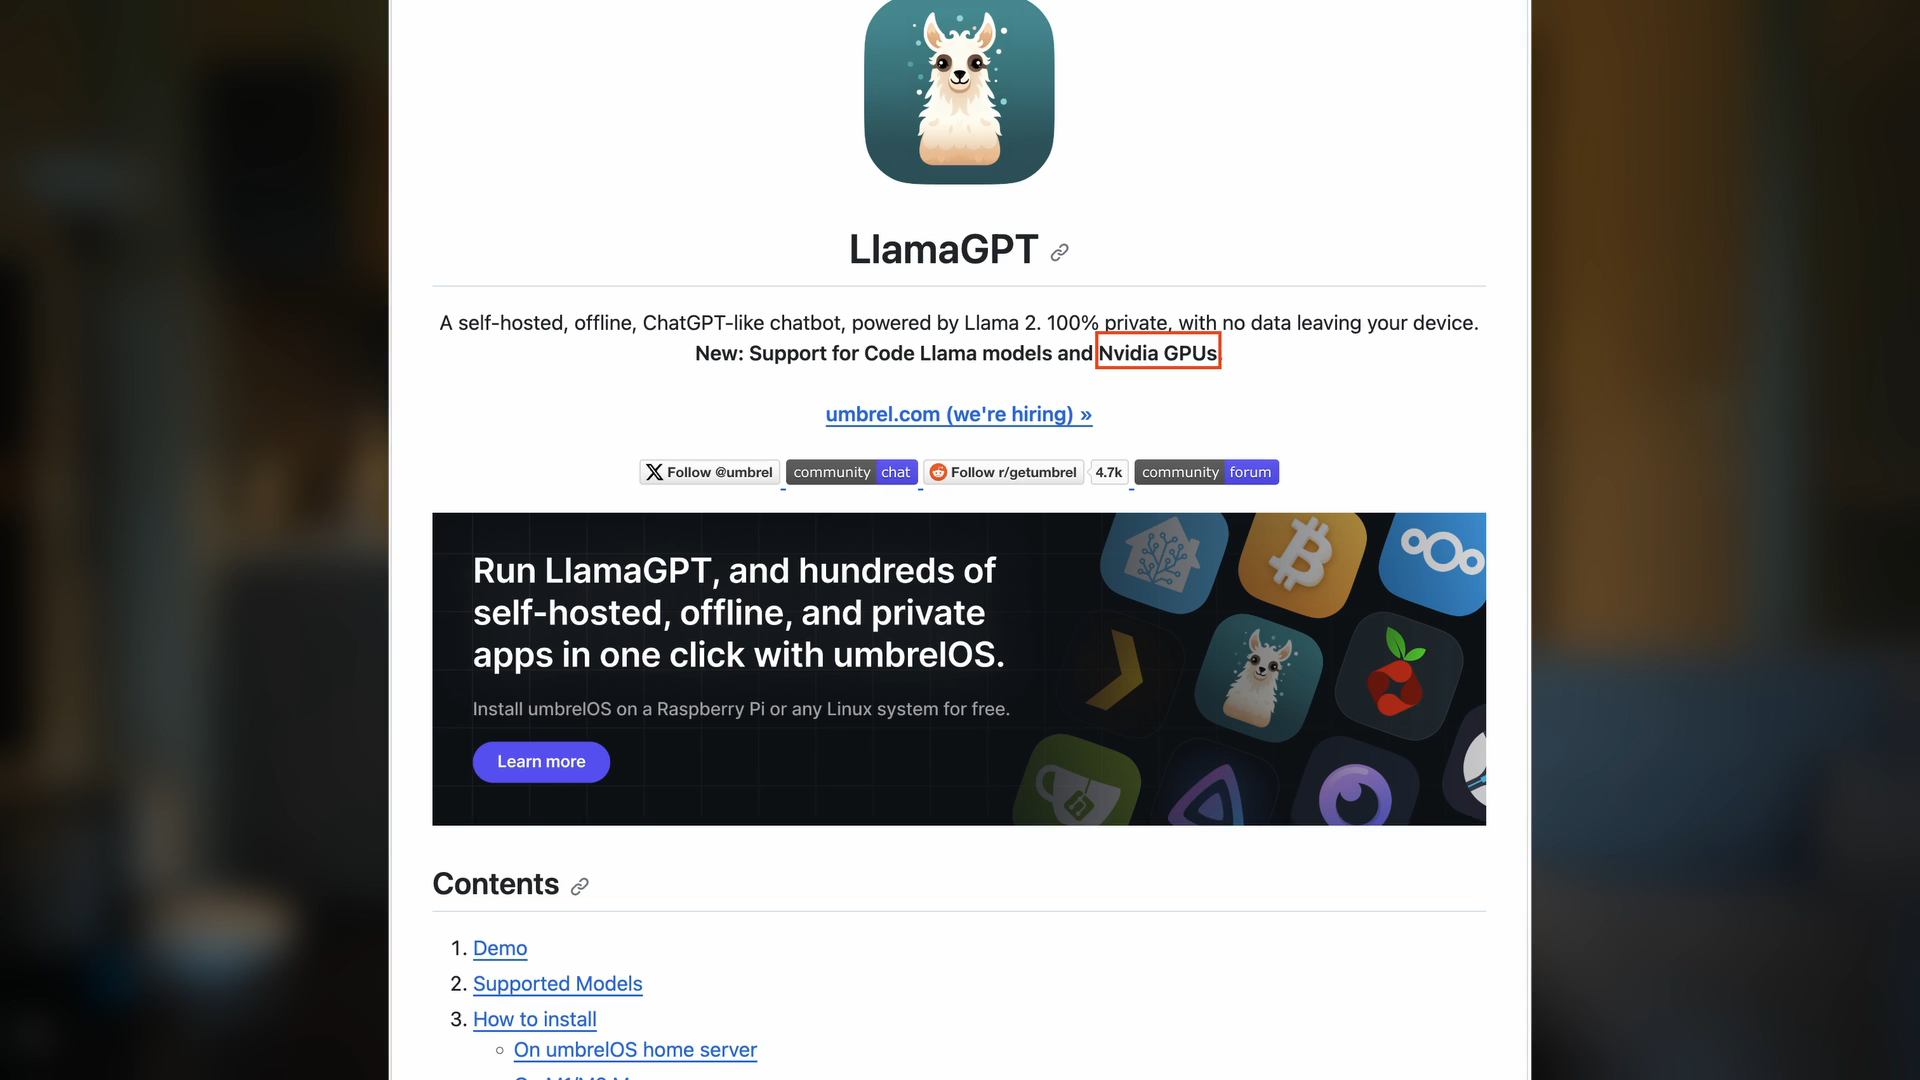 LlamaGPT
A self-hosted, offline, ChatGPT-like chatbot, powered by Llama 2. 100% private, with no data leaving your device.
New: Support for Code Llama models and Nvidia GPUs.
umbrel.com (we're hiring) »
Follow @umbrel community chat Follow r/getumbrel 4.7k community forum
Run LlamaGPT, and hundreds of
self-hosted, offline, and private
apps in one click with umbrelOS.
Install umbrelOS on a Raspberry Pi or any Linux system for free.
Learn more
Contents
1. Demo
2. Supported Models
3. How to install
On umbrelOS home server